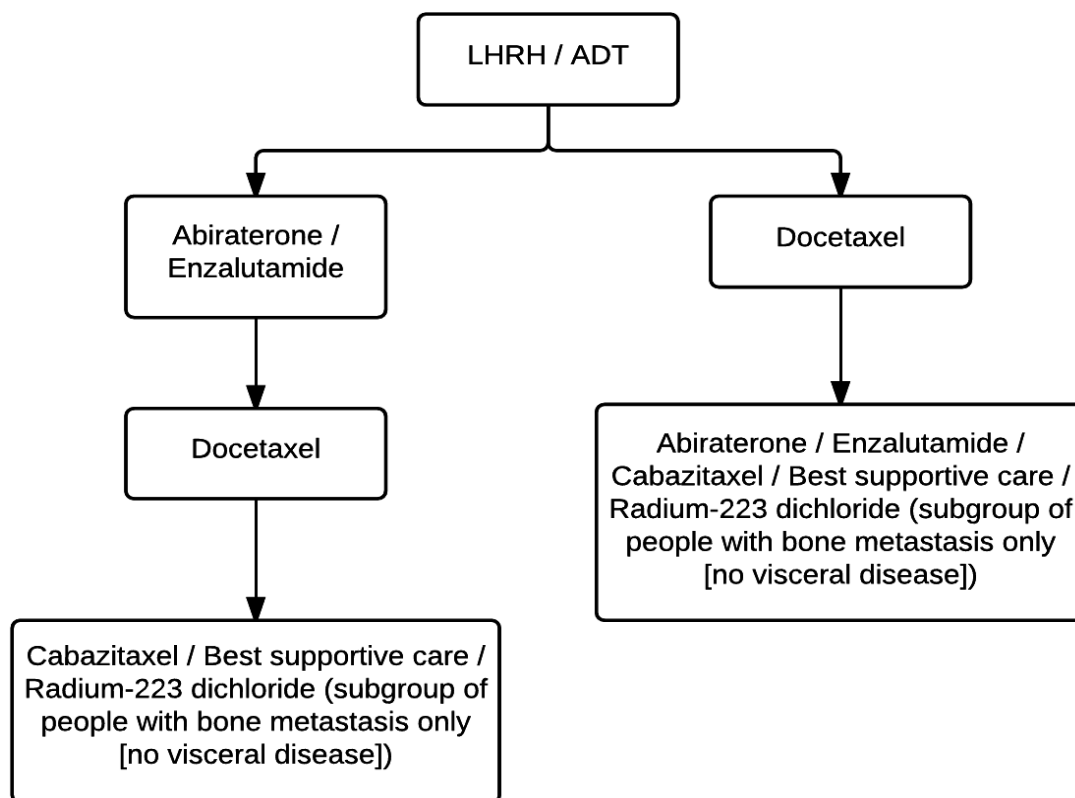 LHRH / ADT
Abiraterone /
Enzalutamide
Docetaxel
Docetaxel
Abiraterone / Enzalutamide /
Cabazitaxel / Best supportive care /
Radium-223 dichloride (subgroup of
people with bone metastasis only
[no visceral disease])
Cabazitaxel / Best supportive care /
Radium-223 dichloride (subgroup of
people with bone metastasis only
[no visceral disease])